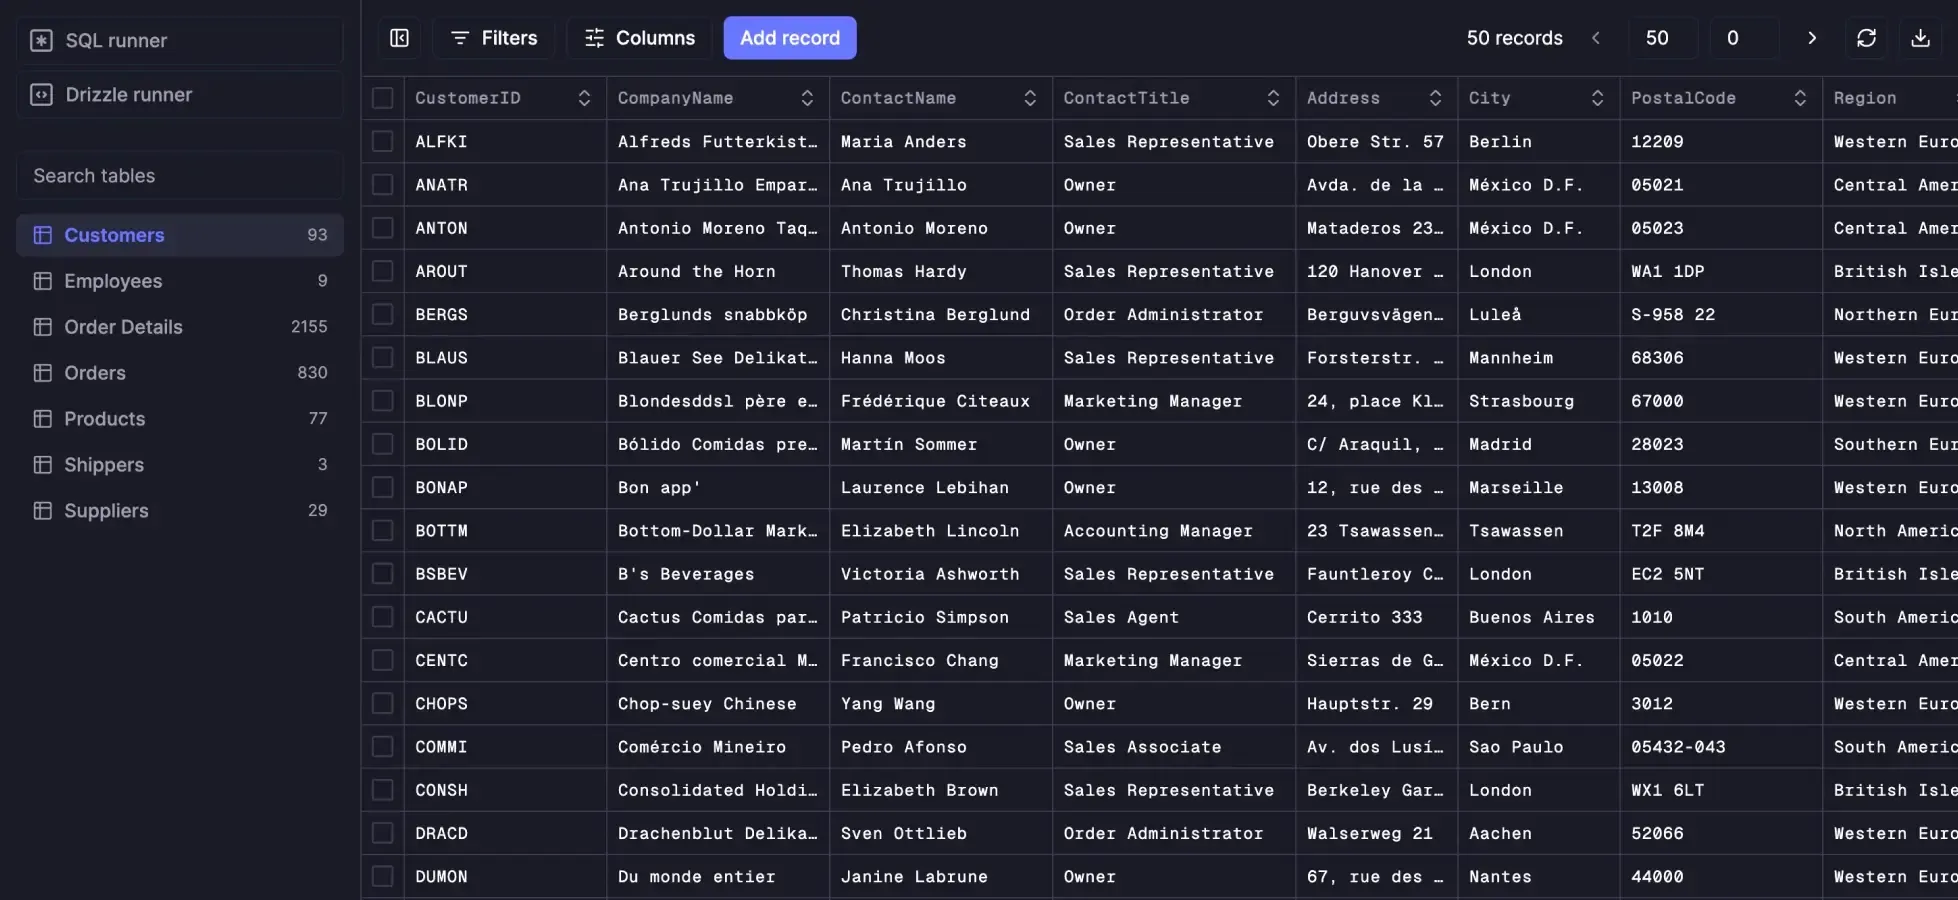 SQL runner
Drizzle runner
Search tables
Customers 93
Employees 9
Order Details 2155
Orders 830
Products 77
Shippers 3
Suppliers 29
Filters Columns Add record 50 records 50 0
CustomerID CompanyName ContactName ContactTitle Address City PostalCode Region
ALFKI Alfreds Futterkist… Maria Anders Sales Representative Obere Str. 57 Berlin 12209 Western Euro
ANATR Ana Trujillo Empar… Ana Trujillo Owner Avda. de la … México D.F. 05021 Central Amer
ANTON Antonio Moreno Taq… Antonio Moreno Owner Mataderos 23… México D.F. 05023 Central Amer
AROUT Around the Horn Thomas Hardy Sales Representative 120 Hanover … London WA1 1DP British Isle
BERGS Berglunds snabbköp Christina Berglund Order Administrator Berguvsvägen… Luleå S-958 22 Northern Eur
BLAUS Blauer See Delikat… Hanna Moos Sales Representative Forsterstr. … Mannheim 68306 Western Euro
BLONP Blondesddsl père e… Frédérique Citeaux Marketing Manager 24, place Kl… Strasbourg 67000 Western Euro
BOLID Bólido Comidas pre… Martín Sommer Owner C/ Araquil, … Madrid 28023 Southern Eur
BONAP Bon app' Laurence Lebihan Owner 12, rue des … Marseille 13008 Western Euro
BOTTM Bottom-Dollar Mark… Elizabeth Lincoln Accounting Manager 23 Tsawassen… Tsawassen T2F 8M4 North Americ
BSBEV B's Beverages Victoria Ashworth Sales Representative Fauntleroy C… London EC2 5NT British Isle
CACTU Cactus Comidas par… Patricio Simpson Sales Agent Cerrito 333 Buenos Aires 1010 South Americ
CENTC Centro comercial M… Francisco Chang Marketing Manager Sierras de G… México D.F. 05022 Central Amer
CHOPS Chop-suey Chinese Yang Wang Owner Hauptstr. 29 Bern 3012 Western Euro
COMMI Comércio Mineiro Pedro Afonso Sales Associate Av. dos Lusí… Sao Paulo 05432-043 South Americ
CONSH Consolidated Holdi… Elizabeth Brown Sales Representative Berkeley Gar… London WX1 6LT British Isle
DRACD Drachenblut Delika… Sven Ottlieb Order Administrator Walserweg 21 Aachen 52066 Western Euro
DUMON Du monde entier Janine Labrune Owner 67, rue des … Nantes 44000 Western Euro